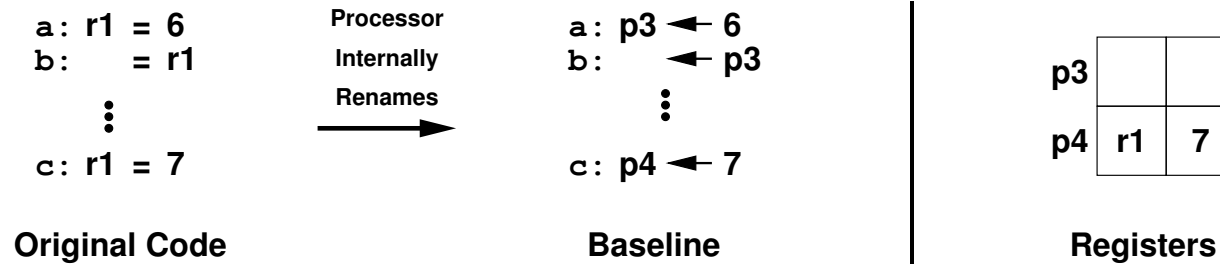 a: r1 = 6
b: = r1
c: r1 = 7
Original Code
Processor
Internally
Renames
a: p3 ← 6
b: ← p3
c: p4 ← 7
Baseline
p3
p4 r1 7
Registers